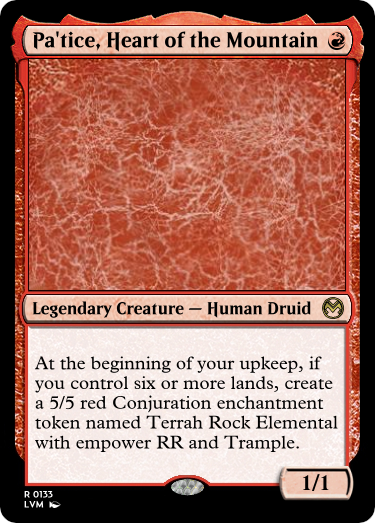 Pa'tice, Heart of the Mountain
Legendary Creature — Human Druid
At the beginning of your upkeep, if
you control six or more lands, create
a 5/5 red Conjuration enchantment
token named Terrah Rock Elemental
with empower RR and Trample.
1/1
R 0133
LVM